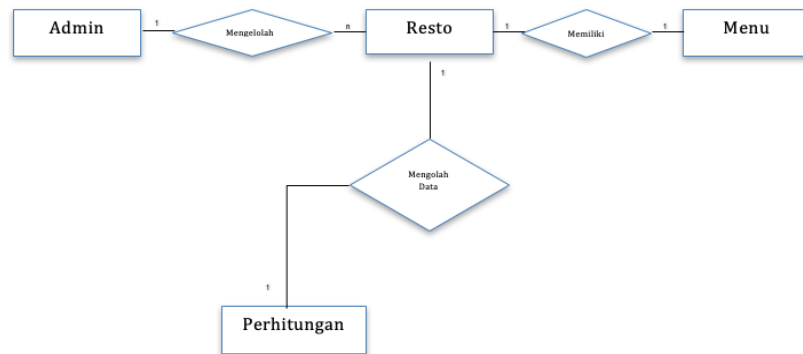 Admin 1 Mengelolah n Resto 1 Memiliki 1 Menu
1
Mengolah
Data
1
Perhitungan